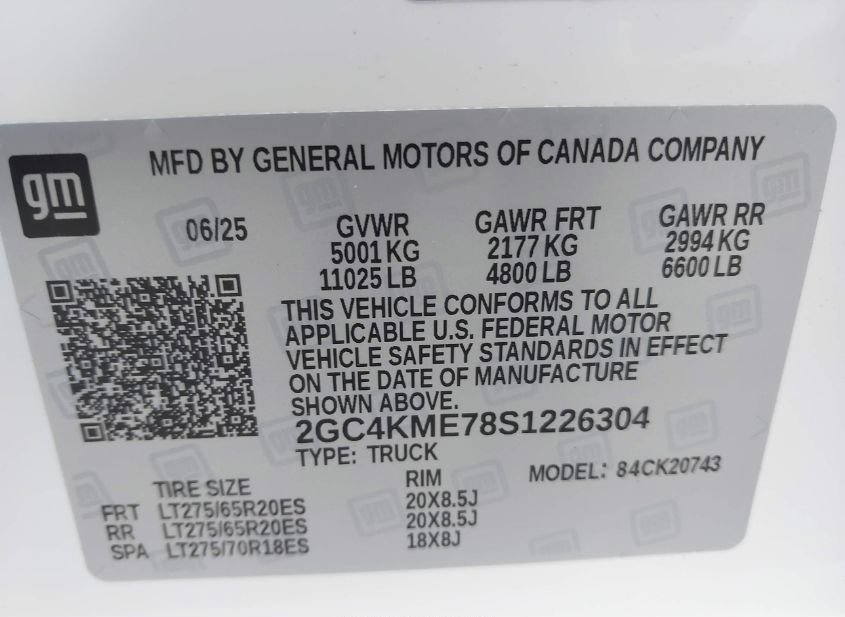 MFD BY GENERAL MOTORS OF CANADA COMPANY
gm
06/25 GVWR GAWR FRT GAWR RR
5001 KG 2177 KG 2994 KG
11025 LB 4800 LB 6600 LB
THIS VEHICLE CONFORMS TO ALL
APPLICABLE U.S. FEDERAL MOTOR
VEHICLE SAFETY STANDARDS IN EFFECT
ON THE DATE OF MANUFACTURE
SHOWN ABOVE.
2GC4KME78S1226304
TYPE: TRUCK MODEL: 84CK20743
TIRE SIZE RIM
FRT LT275/65R20ES 20X8.5J
RR LT275/65R20ES 20X8.5J
SPA LT275/70R18ES 18X8J